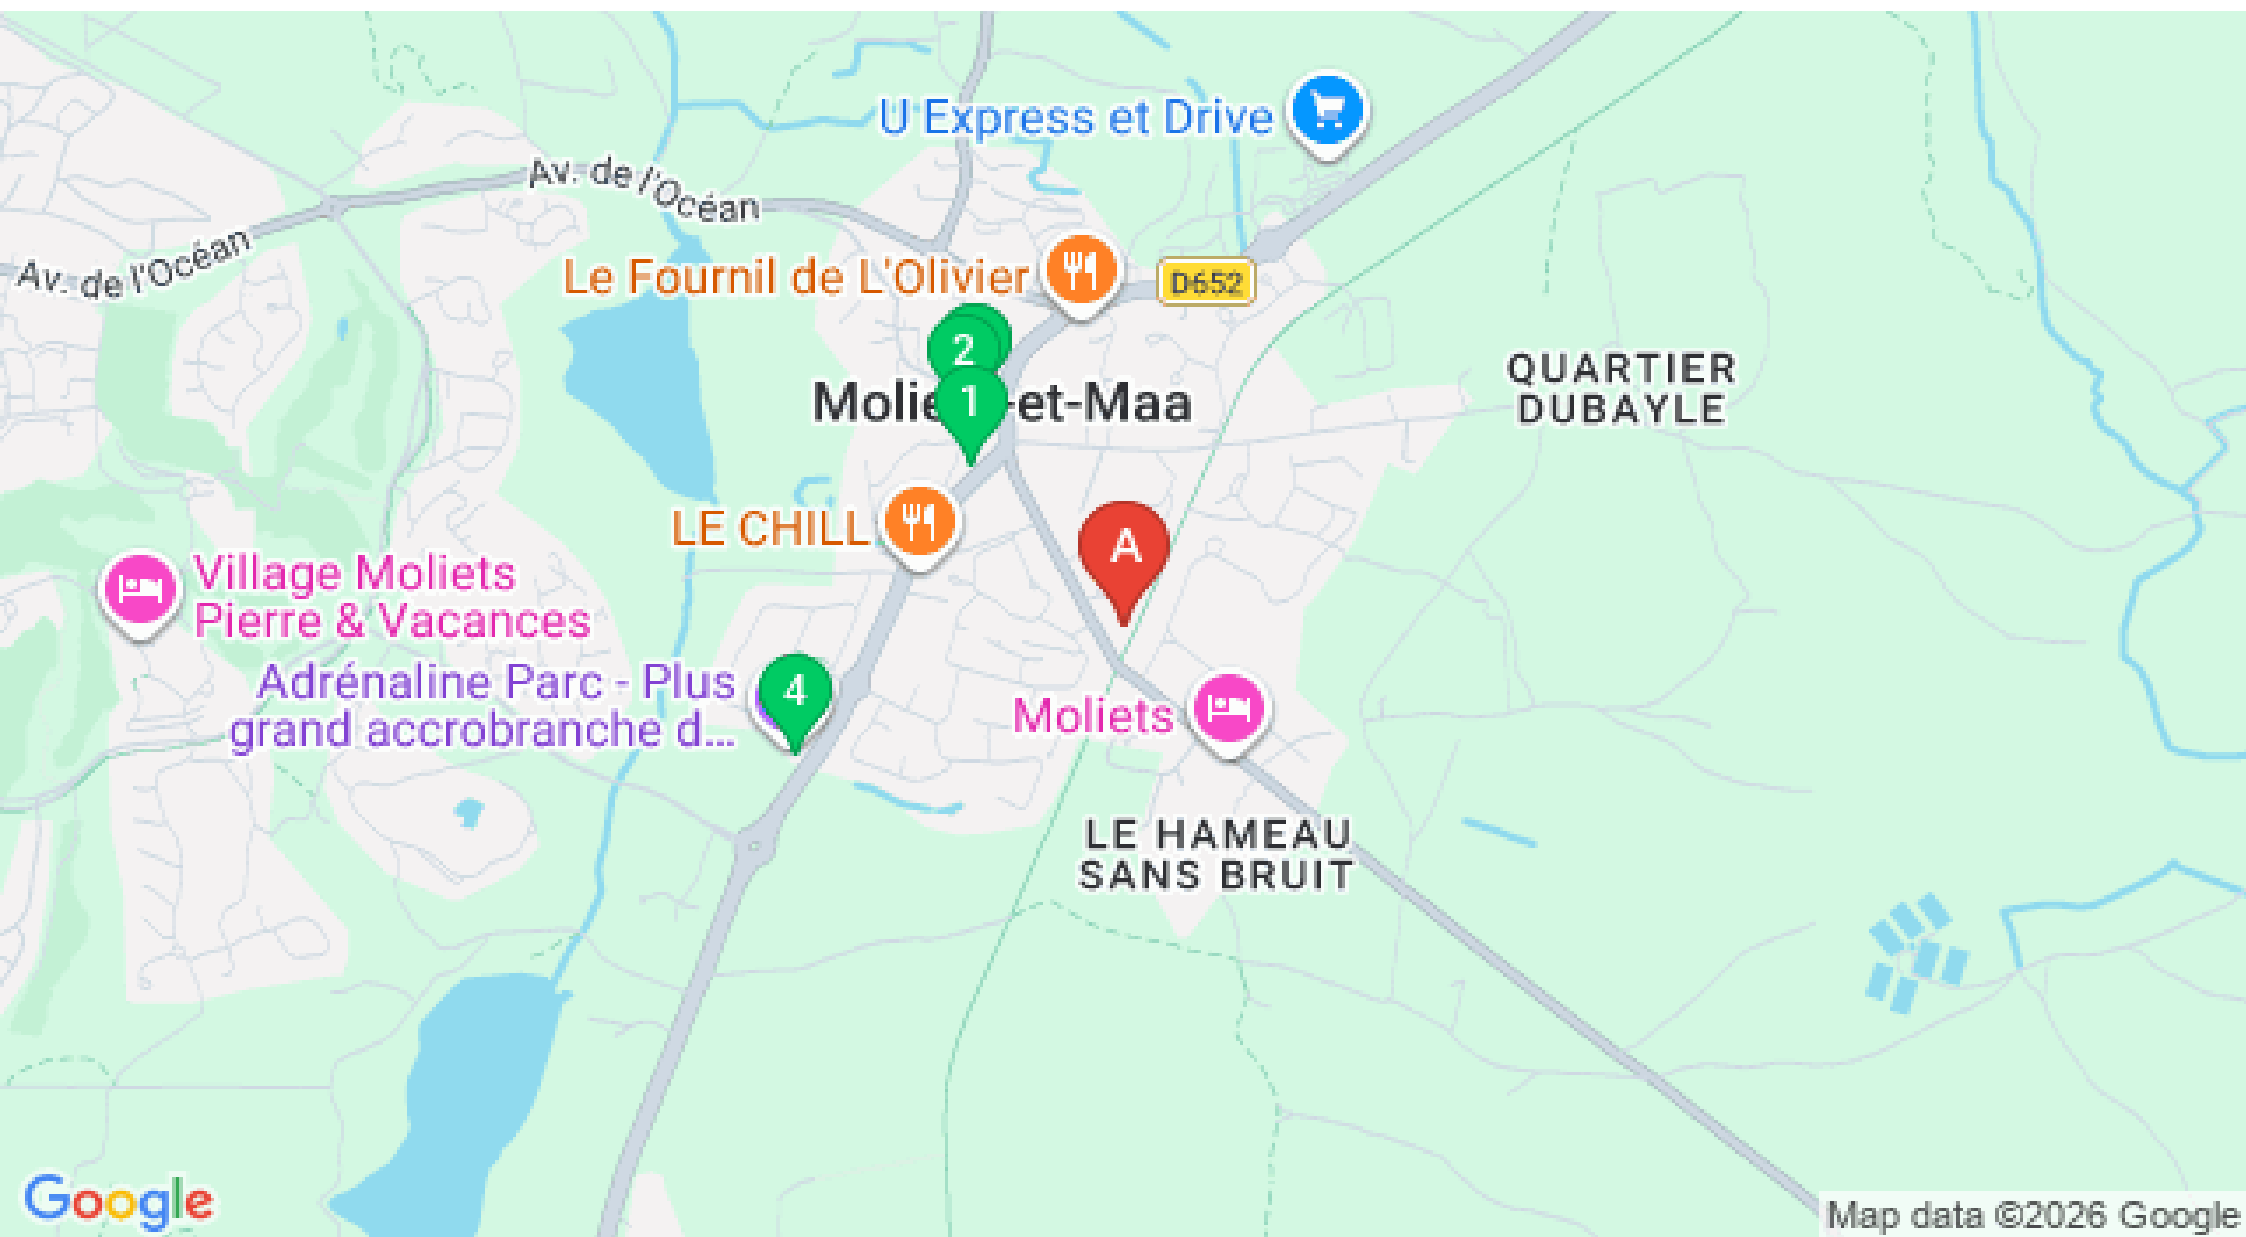 U Express et Drive
Av. de l'Océan
Av. de l'Océan
Le Fournil de L'Olivier
D652
2
QUARTIER
DUBAYLE
1
-et-Maa
LE CHILL
A
Village Moliets
Pierre & Vacances
Adrénaline Parc - Plus
grand accrobranche d...
4
Moliets
LE HAMEAU
SANS BRUIT
Google
Map data ©2026 Google